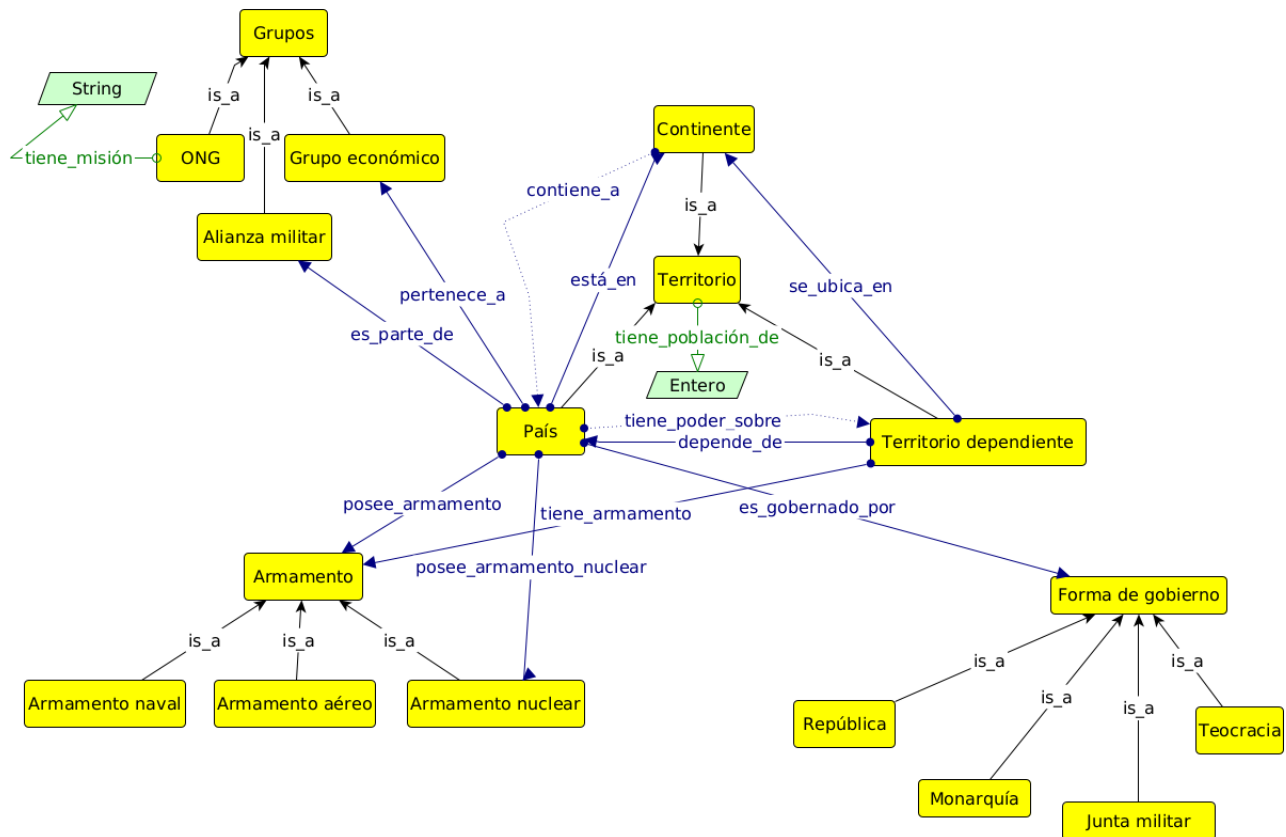 Grupos
String
is_a
is_a
is_a
tiene_misión
ONG
Grupo económico
Continente
contiene_a
is_a
Alianza militar
Territorio
está_en
se_ubica_en
pertenece_a
es_parte_de
tiene_población_de
is_a
is_a
Entero
País
tiene_poder_sobre
depende_de
Territorio dependiente
posee_armamento
tiene_armamento
es_gobernado_por
posee_armamento_nuclear
Armamento
Forma de gobierno
is_a
is_a
is_a
is_a
is_a
is_a
is_a
Armamento naval
Armamento aéreo
Armamento nuclear
República
Teocracia
Monarquía
Junta militar